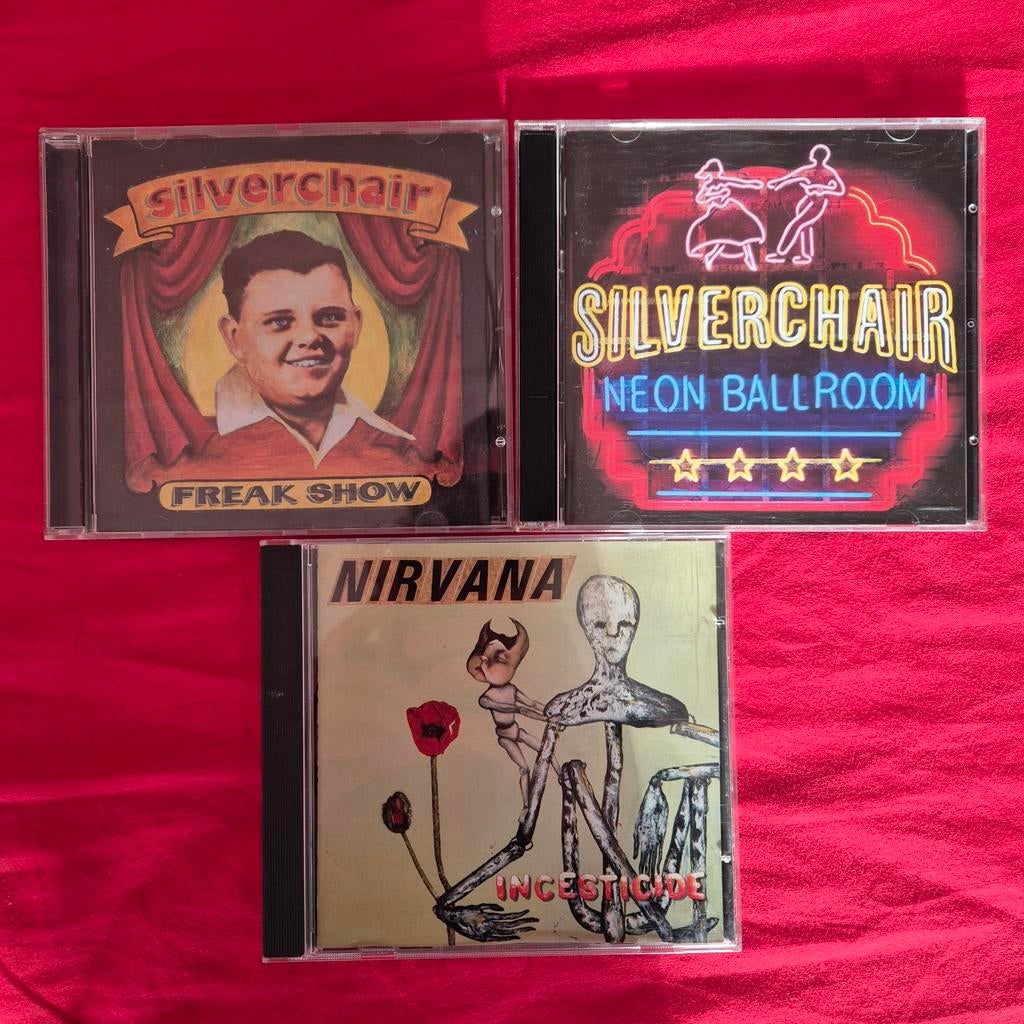 silverchair
FREAK SHOW
SILVERCHAIR
NEON BALLROOM
NIRVANA
INCESTICIDE